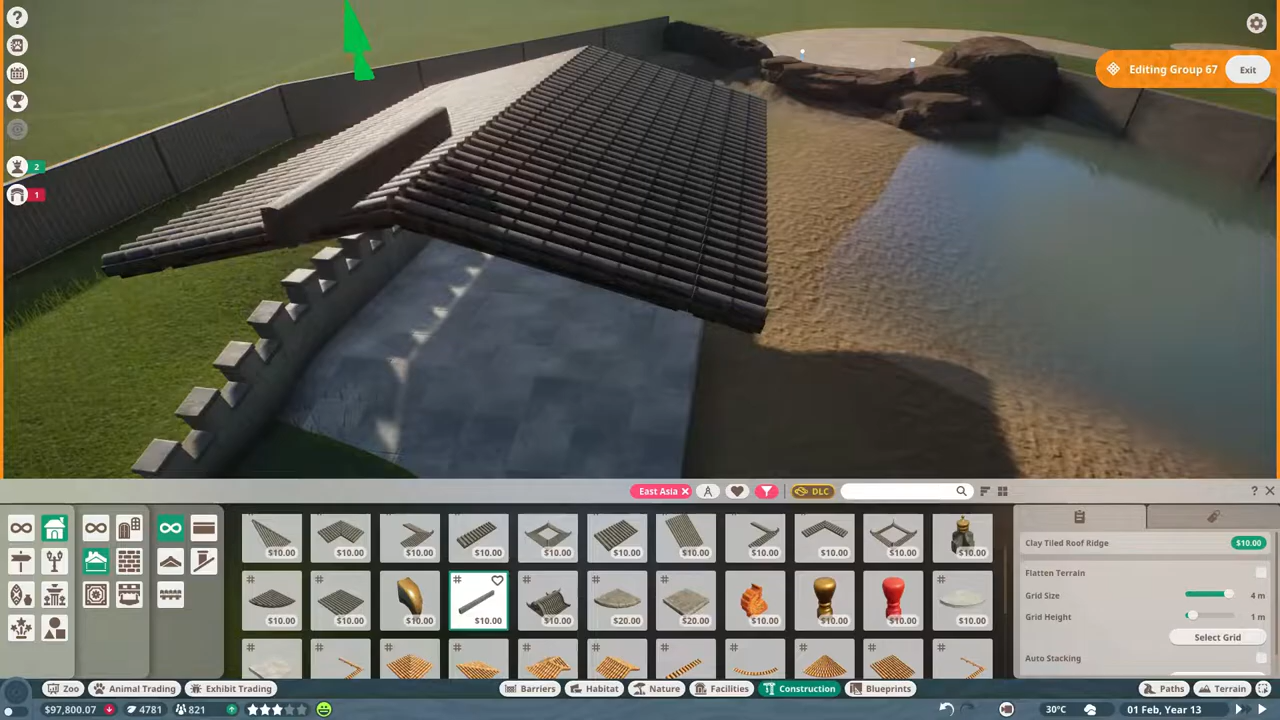 ?
Editing Group 67
Exit
2
1
East Asia ×
DLC
? ×
$10.00 $10.00 $10.00 $10.00 $10.00 $10.00 $10.00 $10.00 $10.00 $10.00 $10.00
$10.00 $10.00 $10.00 $10.00 $10.00 $20.00 $20.00 $10.00 $10.00 $10.00 $10.00
Clay Tiled Roof Ridge $10.00
Flatten Terrain
Grid Size 4 m
Grid Height 1 m
Select Grid
Auto Stacking
Zoo Animal Trading Exhibit Trading Barriers Habitat Nature Facilities Construction Blueprints Paths Terrain
$97,800.07 4781 821 30°C 01 Feb, Year 13